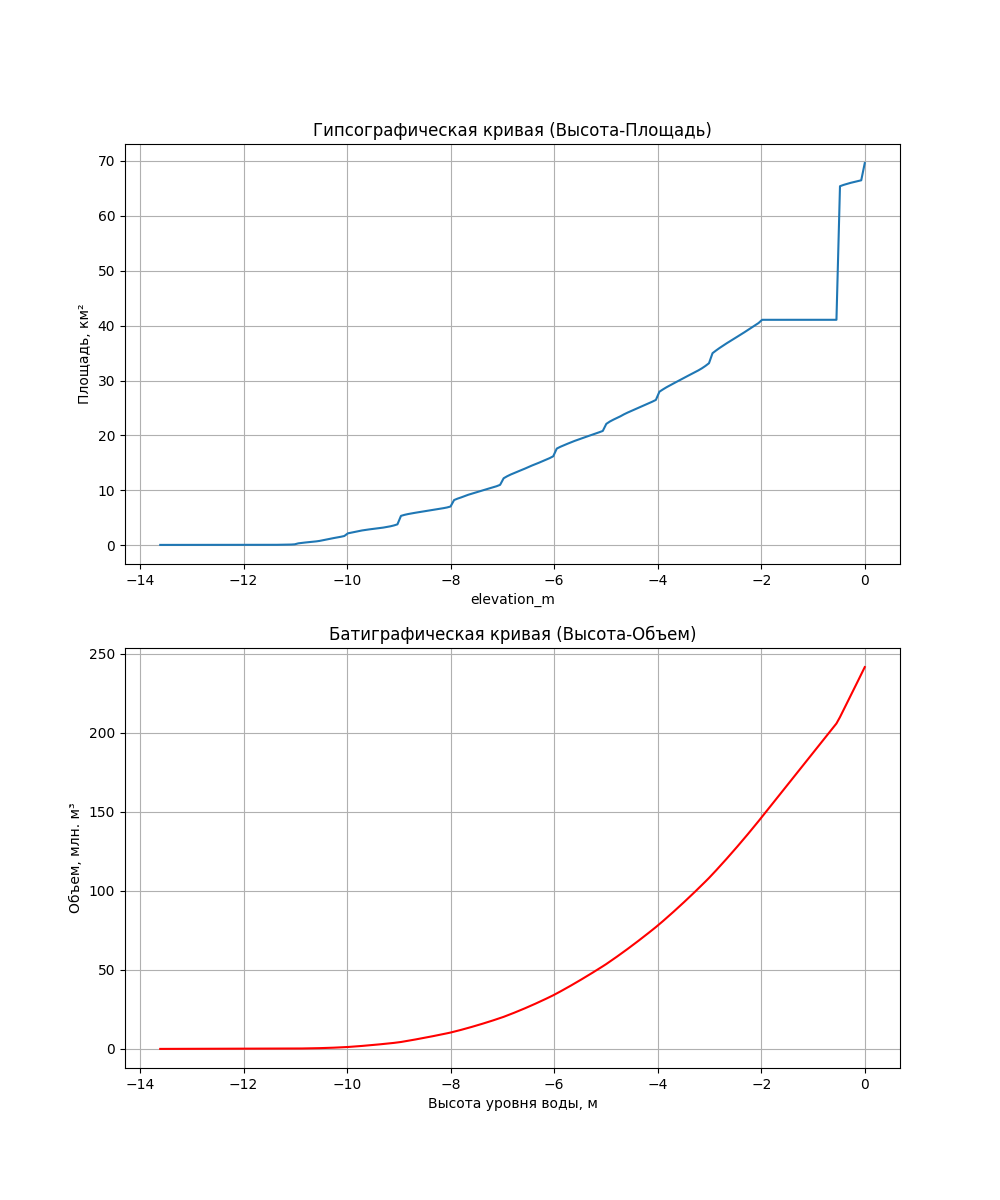 Гипсографическая кривая (Высота-Площадь)
Площадь, км²
70
60
50
40
30
20
10
0
−14 −12 −10 −8 −6 −4 −2 0
elevation_m
Батиграфическая кривая (Высота-Объем)
Объем, млн. м³
250
200
150
100
50
0
−14 −12 −10 −8 −6 −4 −2 0
Высота уровня воды, м